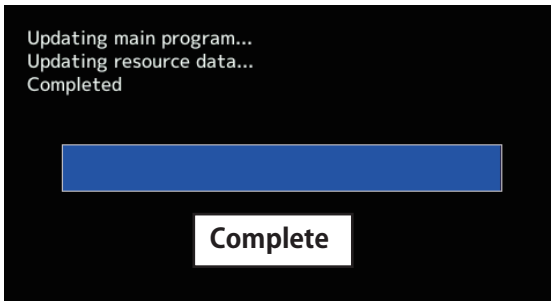 Updating main program...
Updating resource data...
Completed
Complete